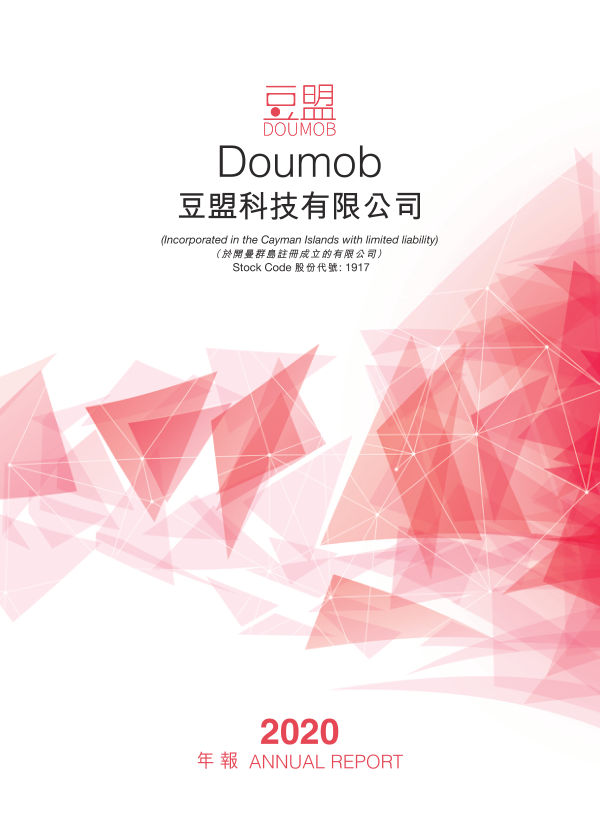 豆盟
DOUMOB
Doumob
豆盟科技有限公司
(Incorporated in the Cayman Islands with limited liability)
（於開曼群島註冊成立的有限公司）
Stock Code 股份代號: 1917
2020
年報 ANNUAL REPORT